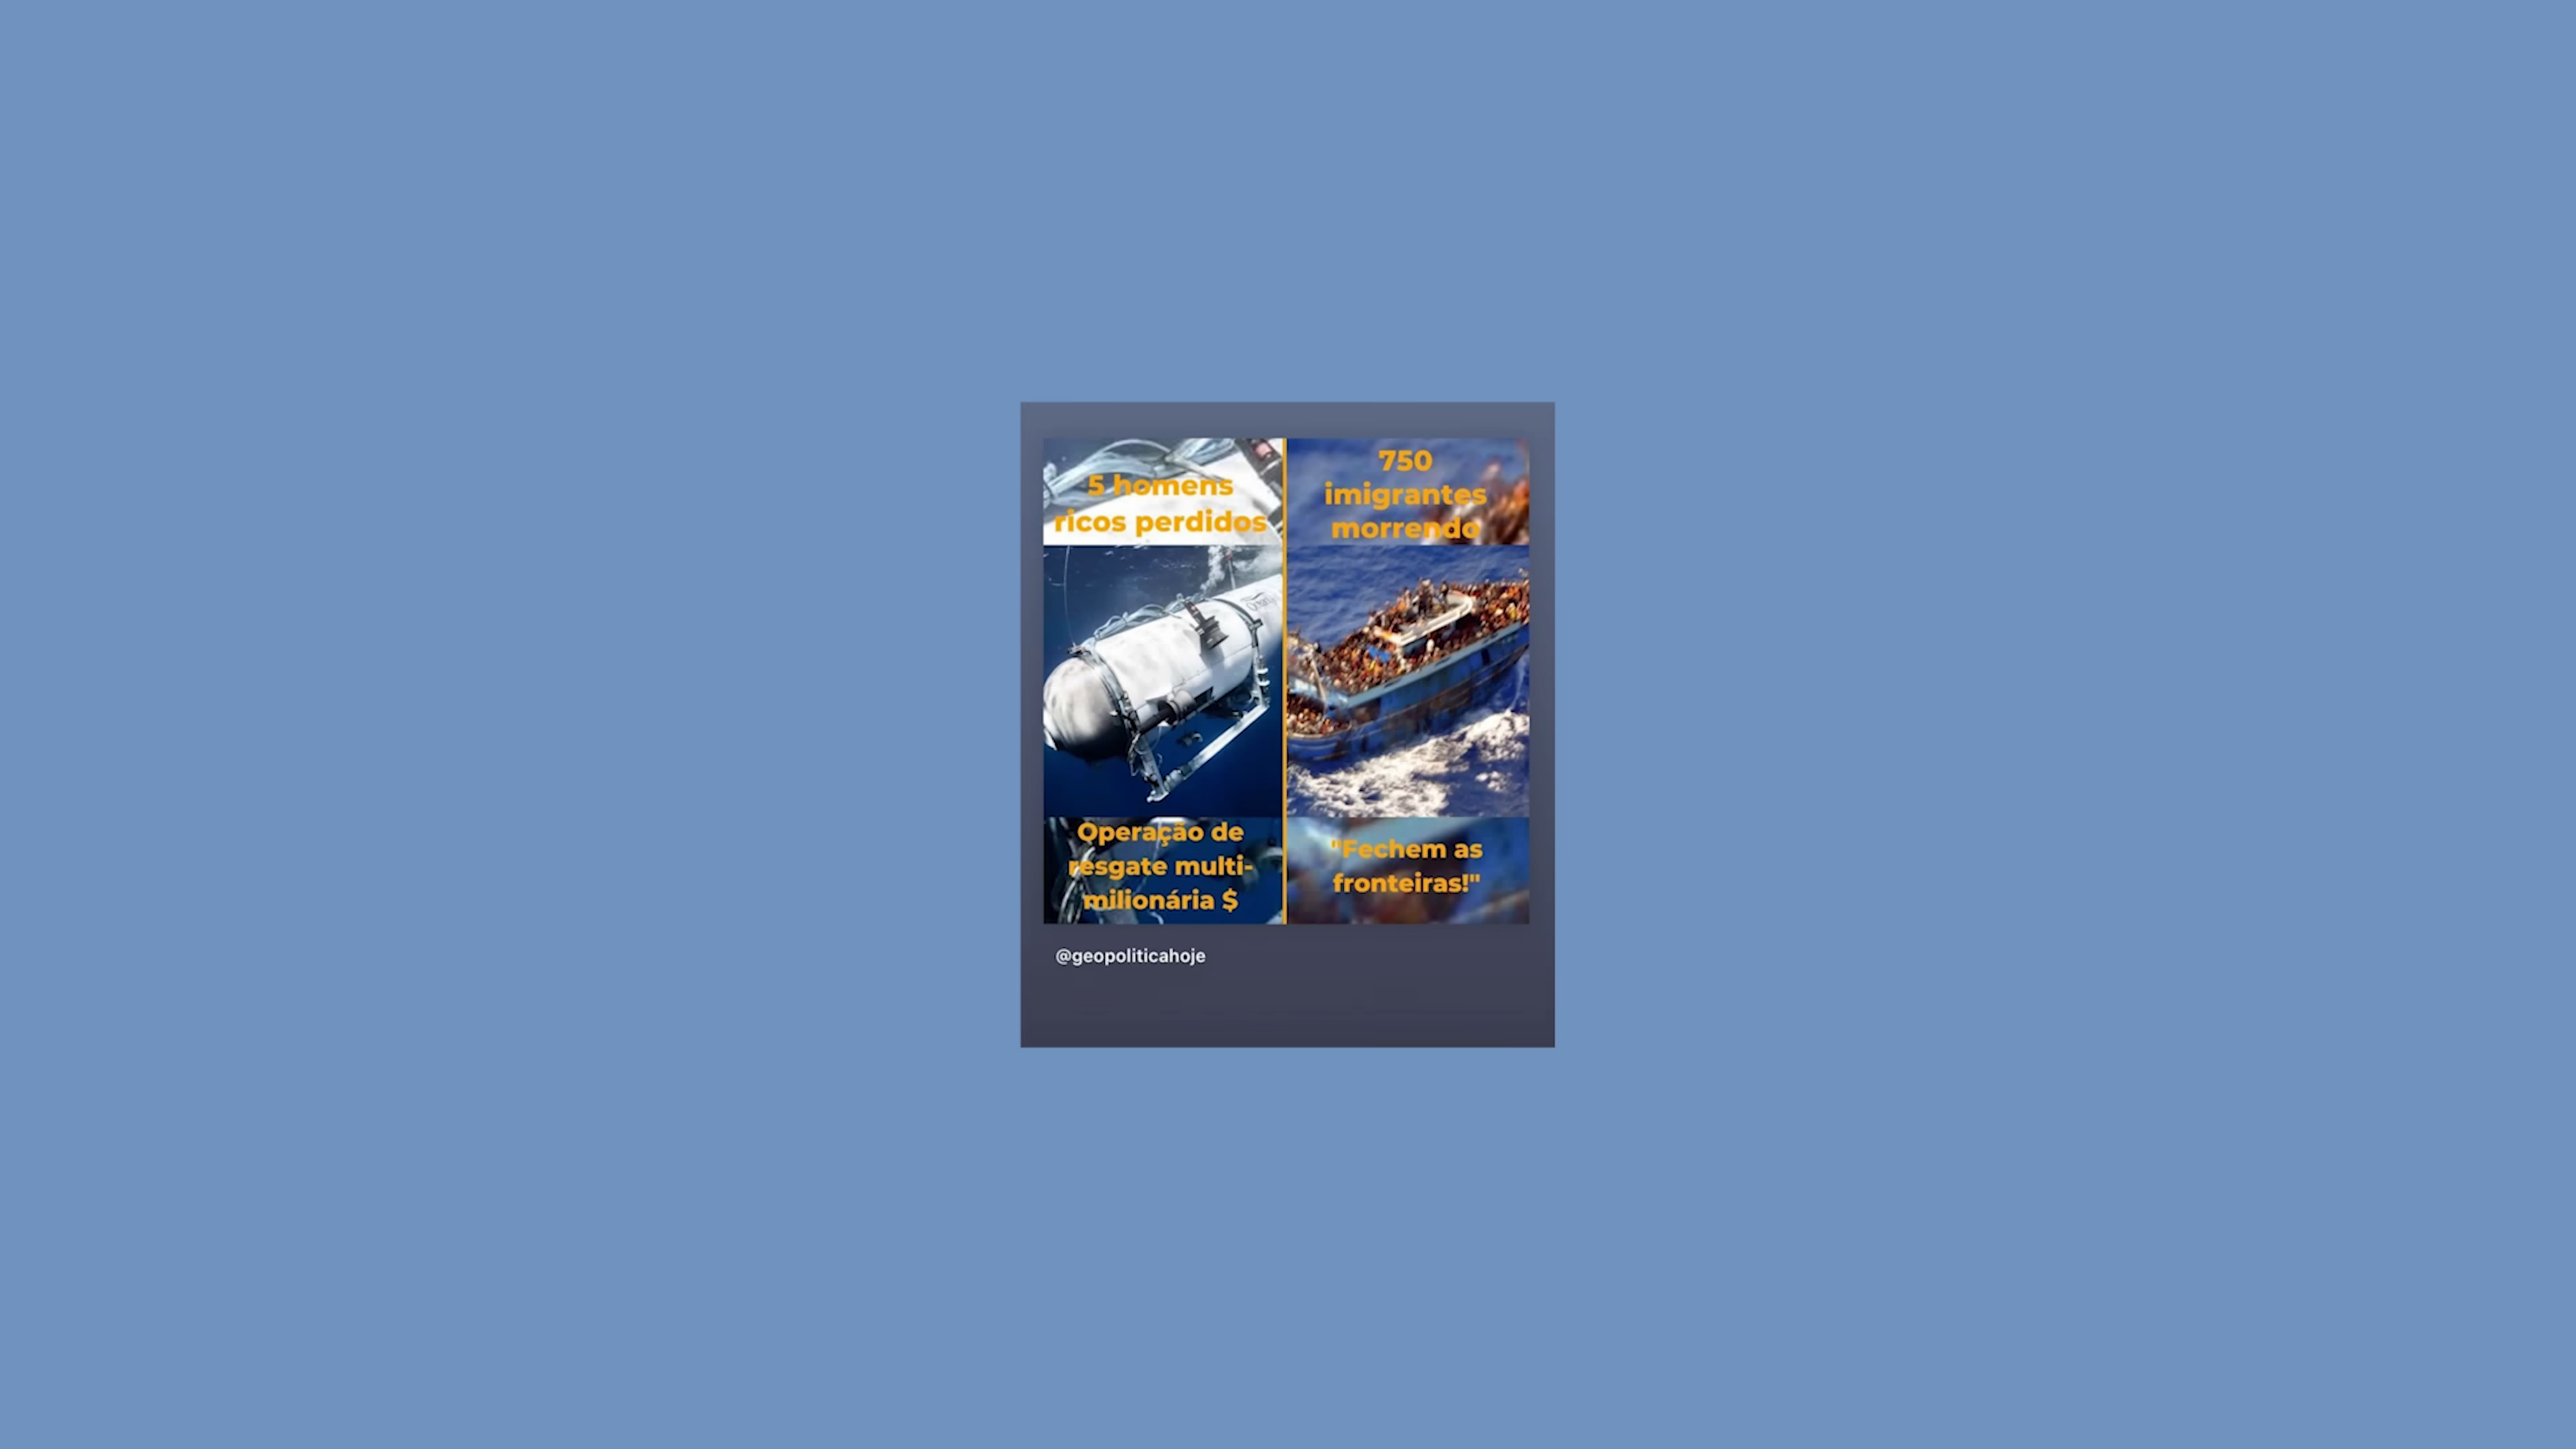 5 homens
ricos perdidos
Operação de
resgate multi-
milionária $
750
imigrantes
morrendo
"Fechem as
fronteiras!"
@geopoliticahoje